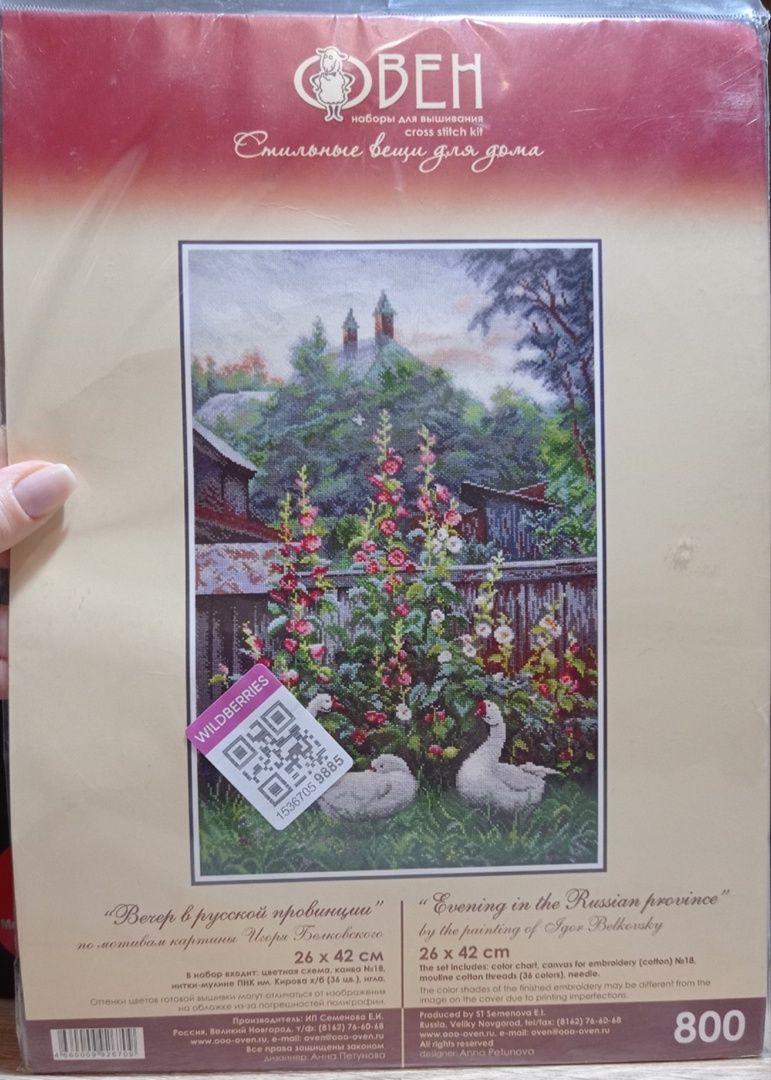 ОВЕН
наборы для вышивания
cross stitch kit
Стильные вещи для дома
WILDBERRIES
1536705 9885
"Вечер в русской провинции"
по мотивам картины Игоря Белковского
26 х 42 см
В набор входит: цветная схема, канва №18,
нитки-мулине ПНК им. Кирова х/б (36 цв.), игла.
Оттенки цветов готовой вышивки могут отличаться от изображения
на обложке из-за погрешностей полиграфии.
"Evening in the Russian province"
by the painting of Igor Belkovsky
26 x 42 cm
The set includes: color chart, canvas for embroidery (cotton) №18,
mouline cotton threads (36 colors), needle.
The color shades of the finished embroidery may be different from the
image on the cover due to printing imperfections.
Производитель: ИП Семенова Е.И.
Россия, Великий Новгород, т/ф: (8162) 76-60-68
www.ooo-oven.ru e-mail: oven@ooo-oven.ru
Все права защищены законом
дизайнер: Анна Петунова
4 660009 926709
Produced by ST Semenova E.I.
Russia, Veliky Novgorod, tel/fax: (8162) 76-60-68
www.ooo-oven.ru, e-mail: oven@ooo-oven.ru
All rights reserved
designer: Anna Petunova
800